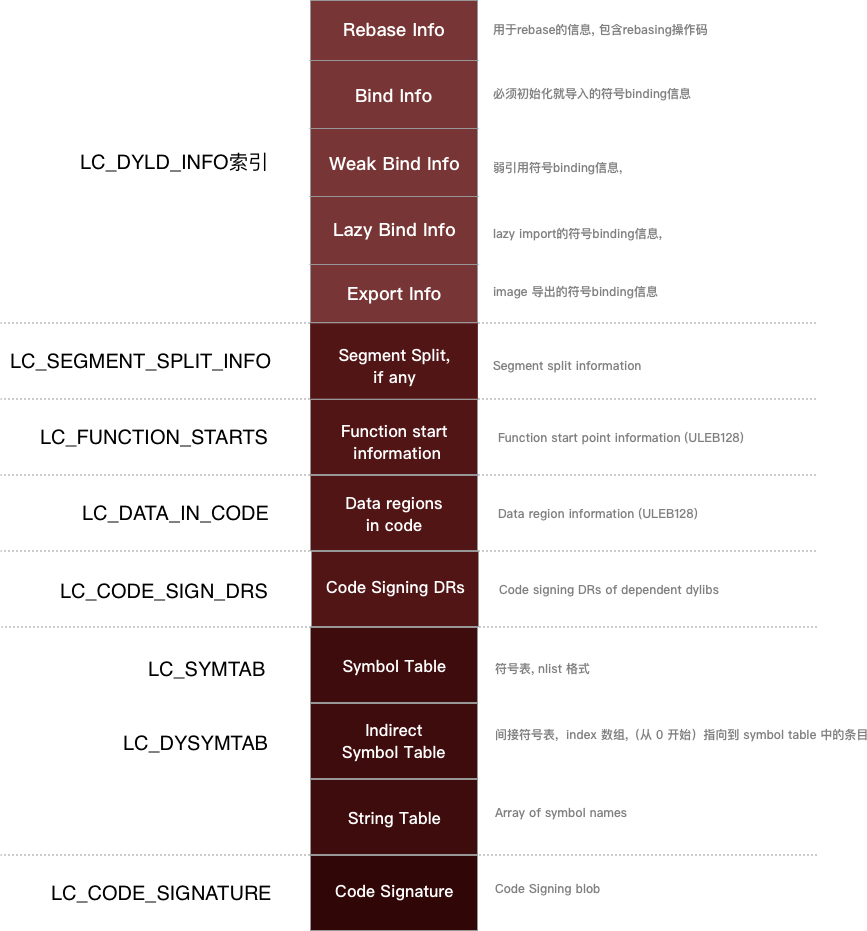 Rebase Info
用于rebase的信息, 包含rebasing操作码
Bind Info
必须初始化就导入的符号binding信息
LC_DYLD_INFO索引
Weak Bind Info
弱引用符号binding信息,
Lazy Bind Info
lazy import的符号binding信息,
Export Info
image 导出的符号binding信息
LC_SEGMENT_SPLIT_INFO
Segment Split,
if any
Segment split information
LC_FUNCTION_STARTS
Function start
information
Function start point information (ULEB128)
LC_DATA_IN_CODE
Data regions
in code
Data region information (ULEB128)
LC_CODE_SIGN_DRS
Code Signing DRs
Code signing DRs of dependent dylibs
LC_SYMTAB
Symbol Table
符号表, nlist 格式
LC_DYSYMTAB
Indirect
Symbol Table
间接符号表, index 数组,（从 0 开始）指向到 symbol table 中的条目
String Table
Array of symbol names
LC_CODE_SIGNATURE
Code Signature
Code Signing blob